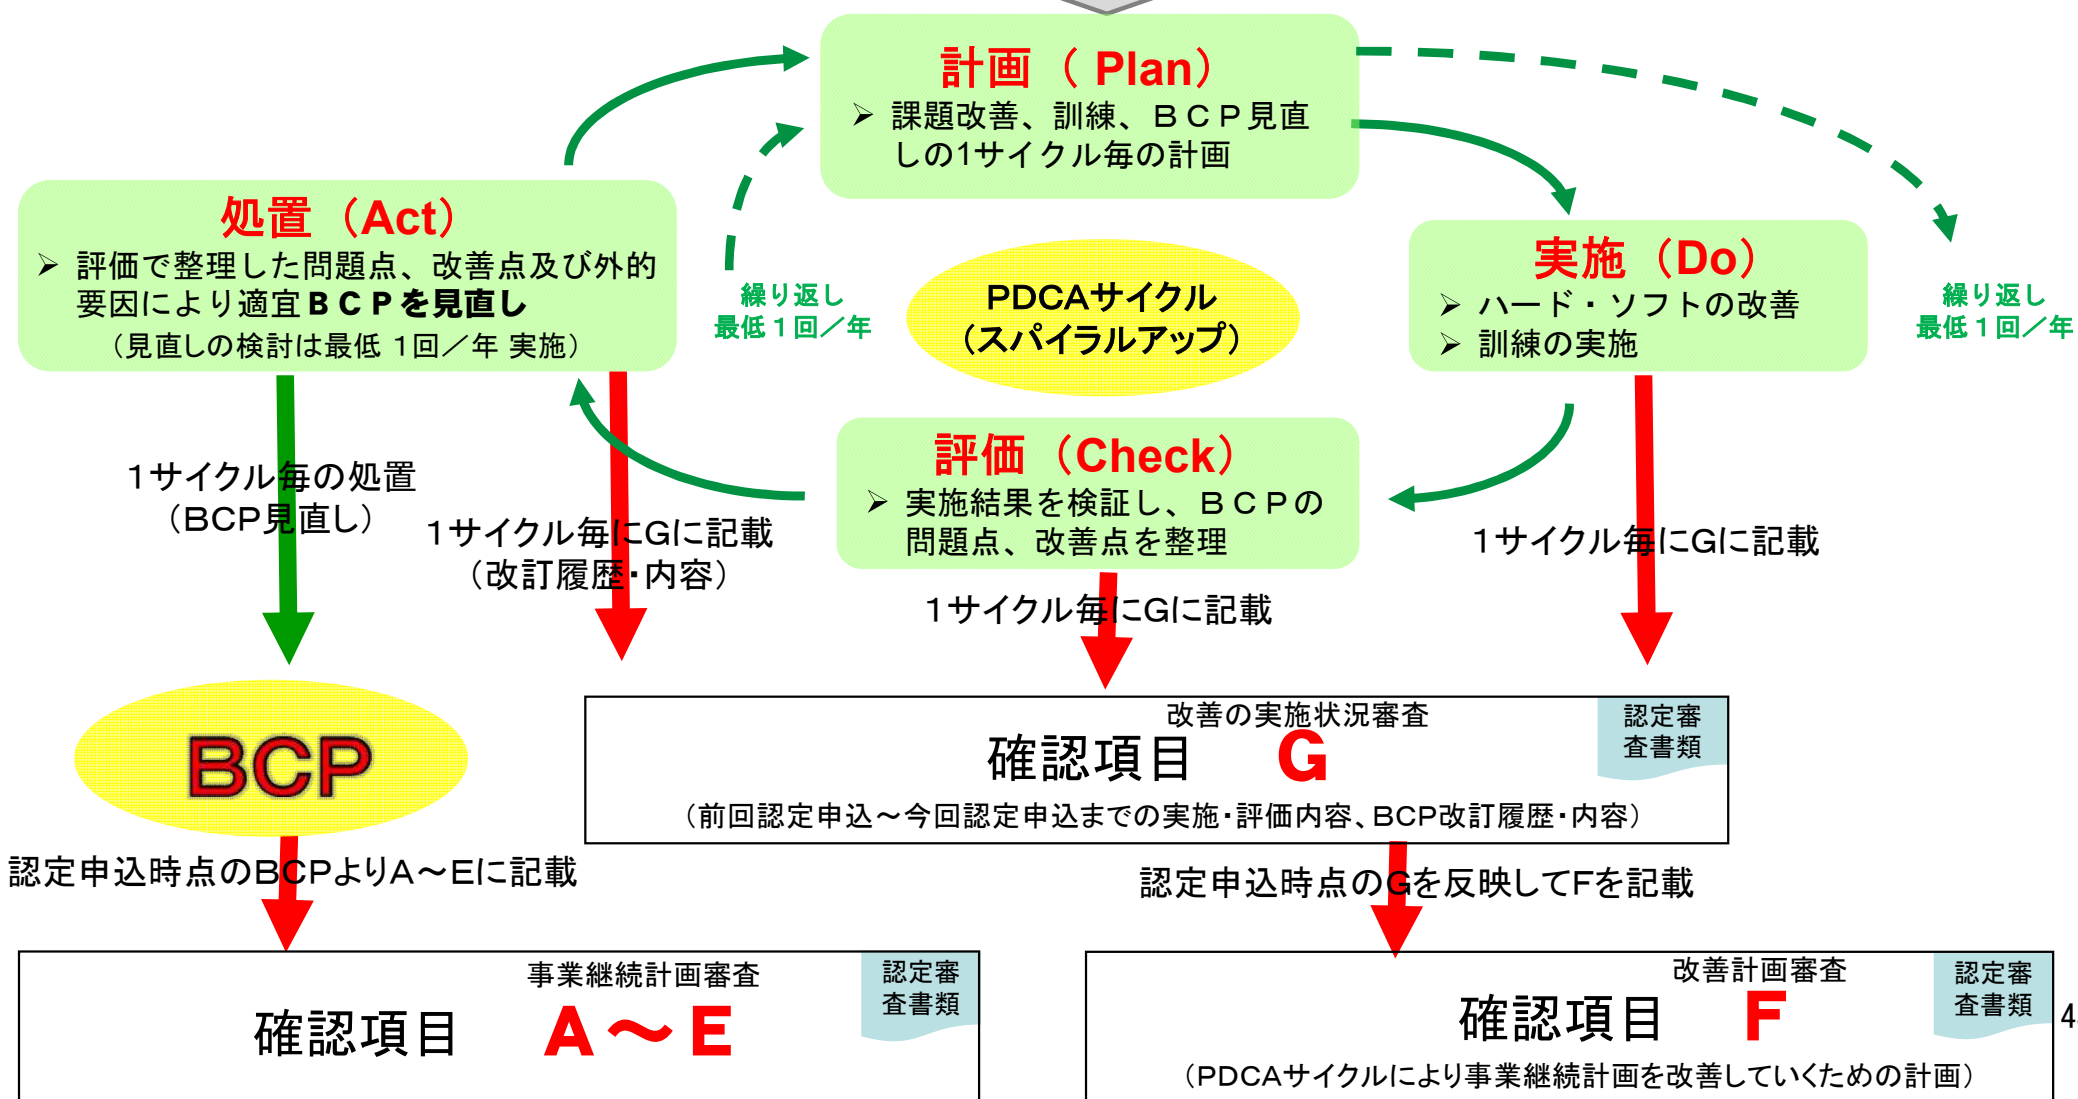 計画（ Plan）
➢ 課題改善、訓練、ＢＣＰ見直
しの1サイクル毎の計画
処置（Act）
➢ 評価で整理した問題点、改善点及び外的
要因により適宜ＢＣＰを見直し
（見直しの検討は最低 1回／年 実施）
繰り返し
最低１回／年
PDCAサイクル
（スパイラルアップ）
実施（Do）
➢ ハード・ソフトの改善
➢ 訓練の実施
繰り返し
最低１回／年
評価（Check）
➢ 実施結果を検証し、ＢＣＰの
問題点、改善点を整理
1サイクル毎の処置
（BCP見直し）
1サイクル毎にGに記載
（改訂履歴・内容）
1サイクル毎にGに記載
1サイクル毎にGに記載
BCP
改善の実施状況審査
確認項目　G
認定審
査書類
（前回認定申込～今回認定申込までの実施・評価内容、BCP改訂履歴・内容）
認定申込時点のBCPよりA～Eに記載
認定申込時点のGを反映してFを記載
事業継続計画審査
確認項目　A～E
認定審
査書類
改善計画審査
確認項目　F
認定審
査書類
（PDCAサイクルにより事業継続計画を改善していくための計画）